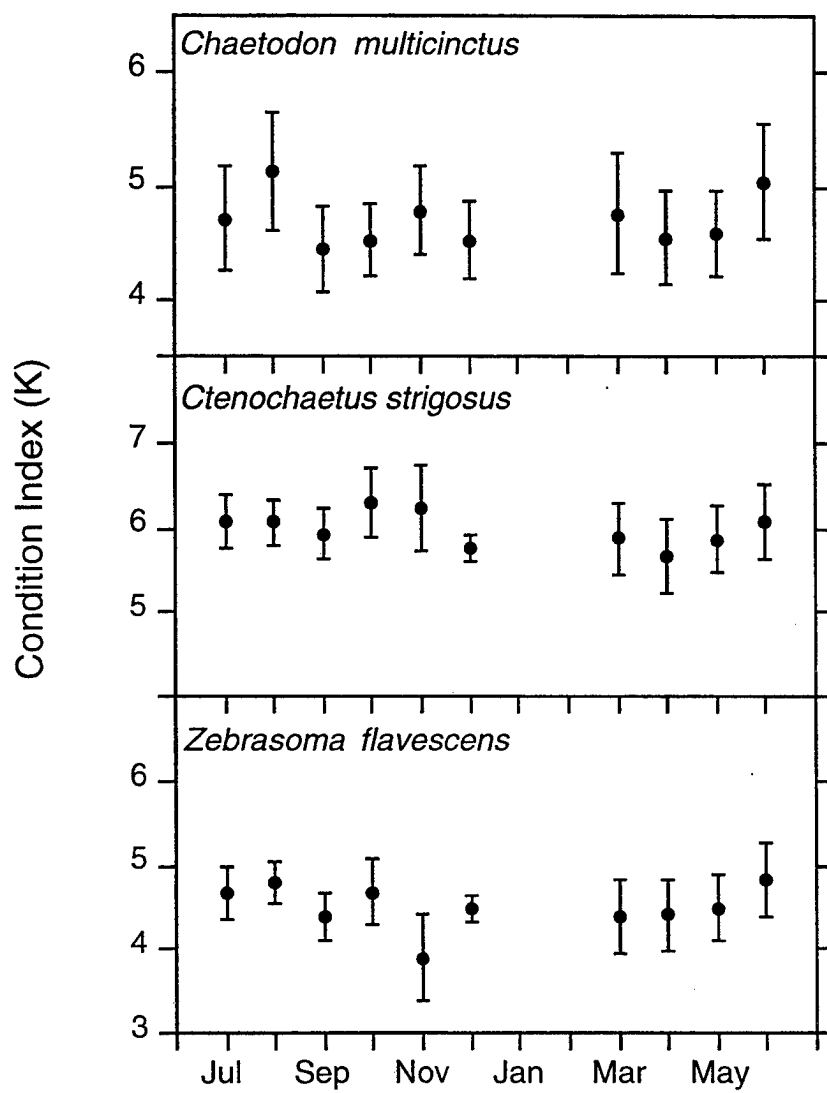 Condition Index (K)
Chaetodon multicinctus
6
5
4
Ctenochaetus strigosus
7
6
5
Zebrasoma flavescens
6
5
4
3
Jul Sep Nov Jan Mar May